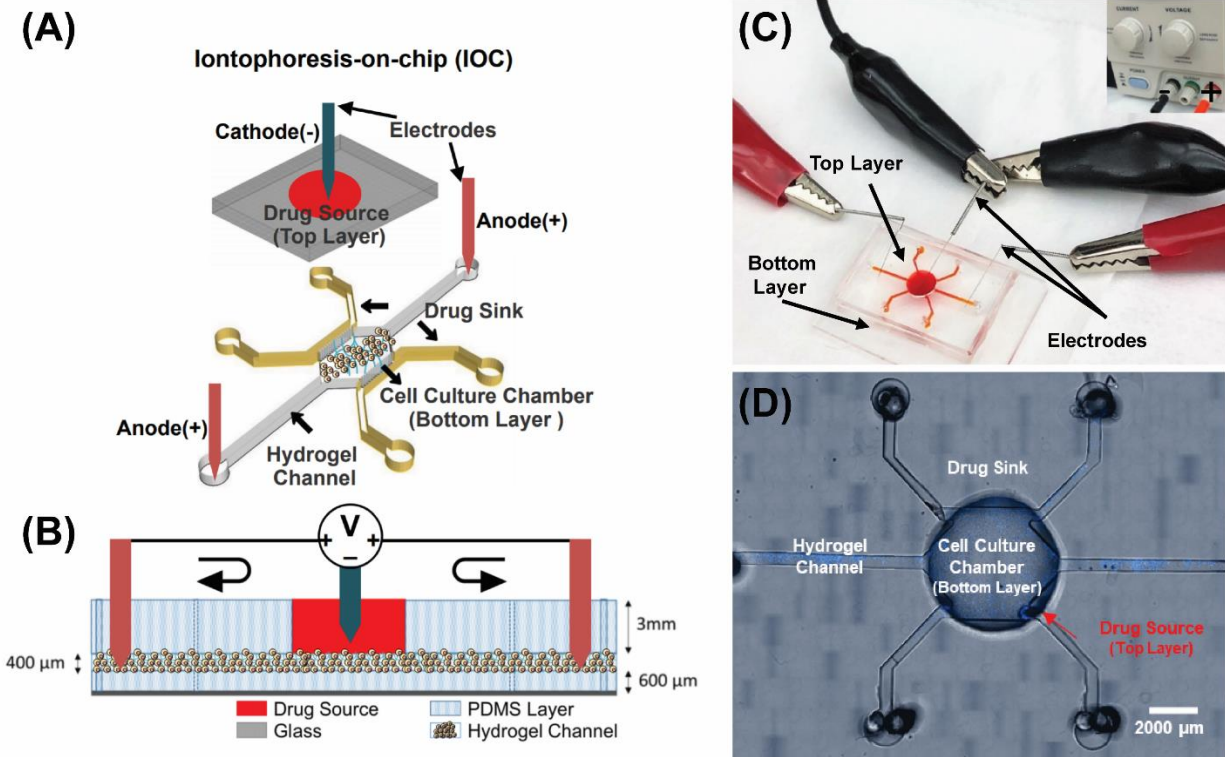 (A)
Iontophoresis-on-chip (IOC)
Cathode(-)
Electrodes
Drug Source
(Top Layer)
Anode(+)
Drug Sink
Cell Culture Chamber
(Bottom Layer )
Anode(+)
Hydrogel
Channel
(B)
+ V +
–
3mm
400 µm
600 µm
Drug Source
PDMS Layer
Glass
Hydrogel Channel
(C)
CURRENT
VOLTAGE
POWER
- +
Top Layer
Bottom
Layer
Electrodes
(D)
Drug Sink
Hydrogel
Channel
Cell Culture
Chamber
(Bottom Layer)
Drug Source
(Top Layer)
2000 µm